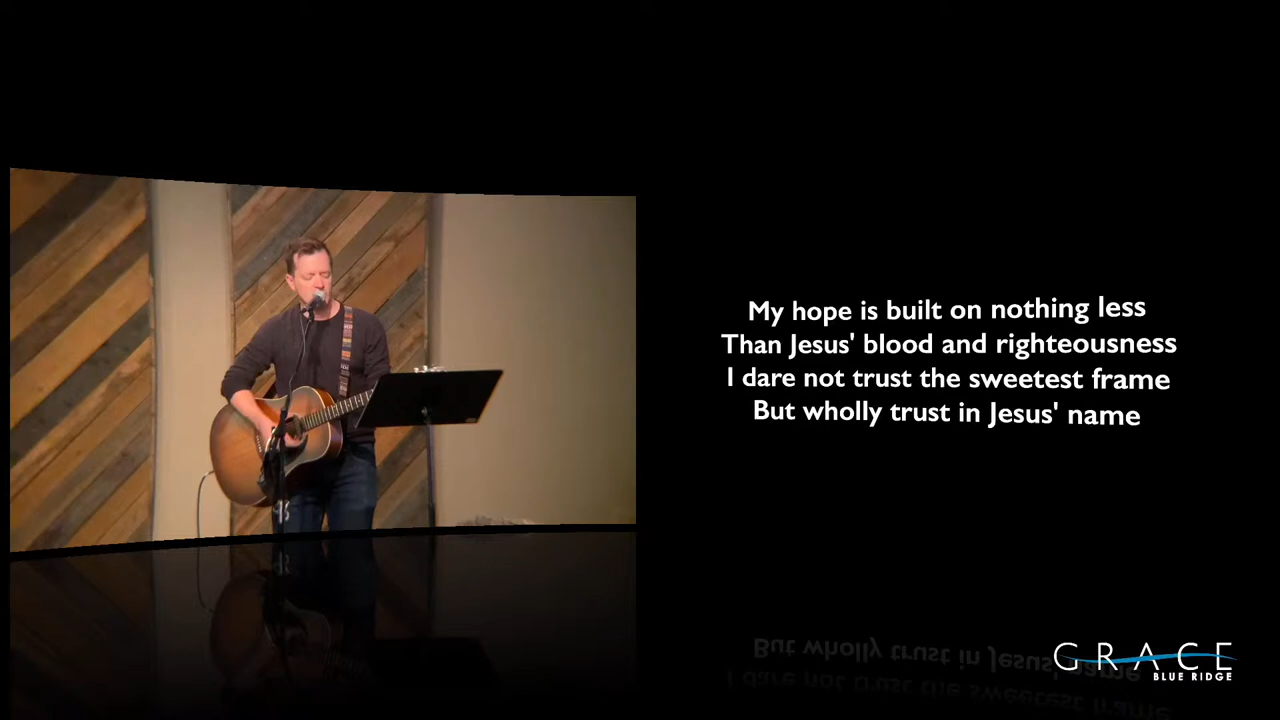 My hope is built on nothing less
Than Jesus' blood and righteousness
I dare not trust the sweetest frame
But wholly trust in Jesus' name
GRACE
BLUE RIDGE